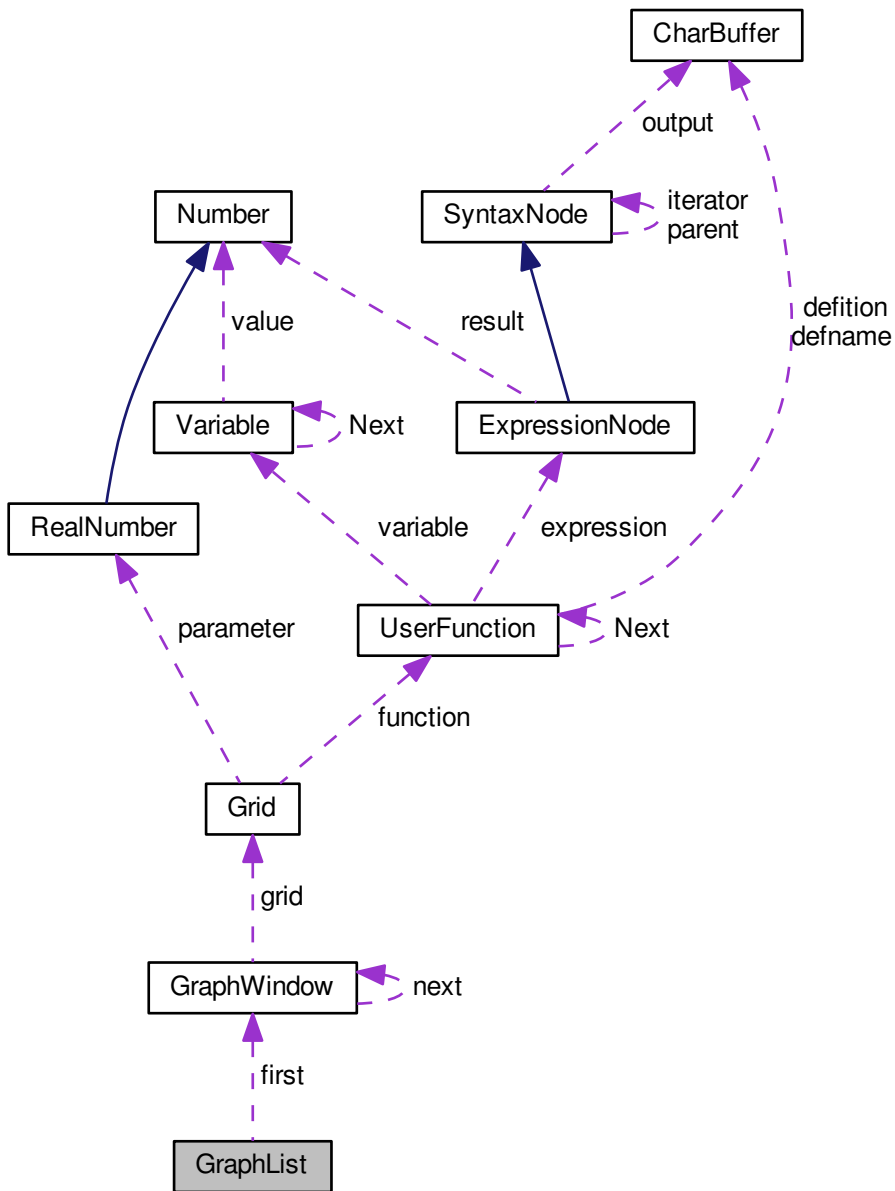 CharBuffer
output
Number
SyntaxNode
iterator
parent
value
result
defition
defname
Variable
Next
ExpressionNode
RealNumber
variable
expression
parameter
UserFunction
Next
function
Grid
grid
GraphWindow
next
first
GraphList